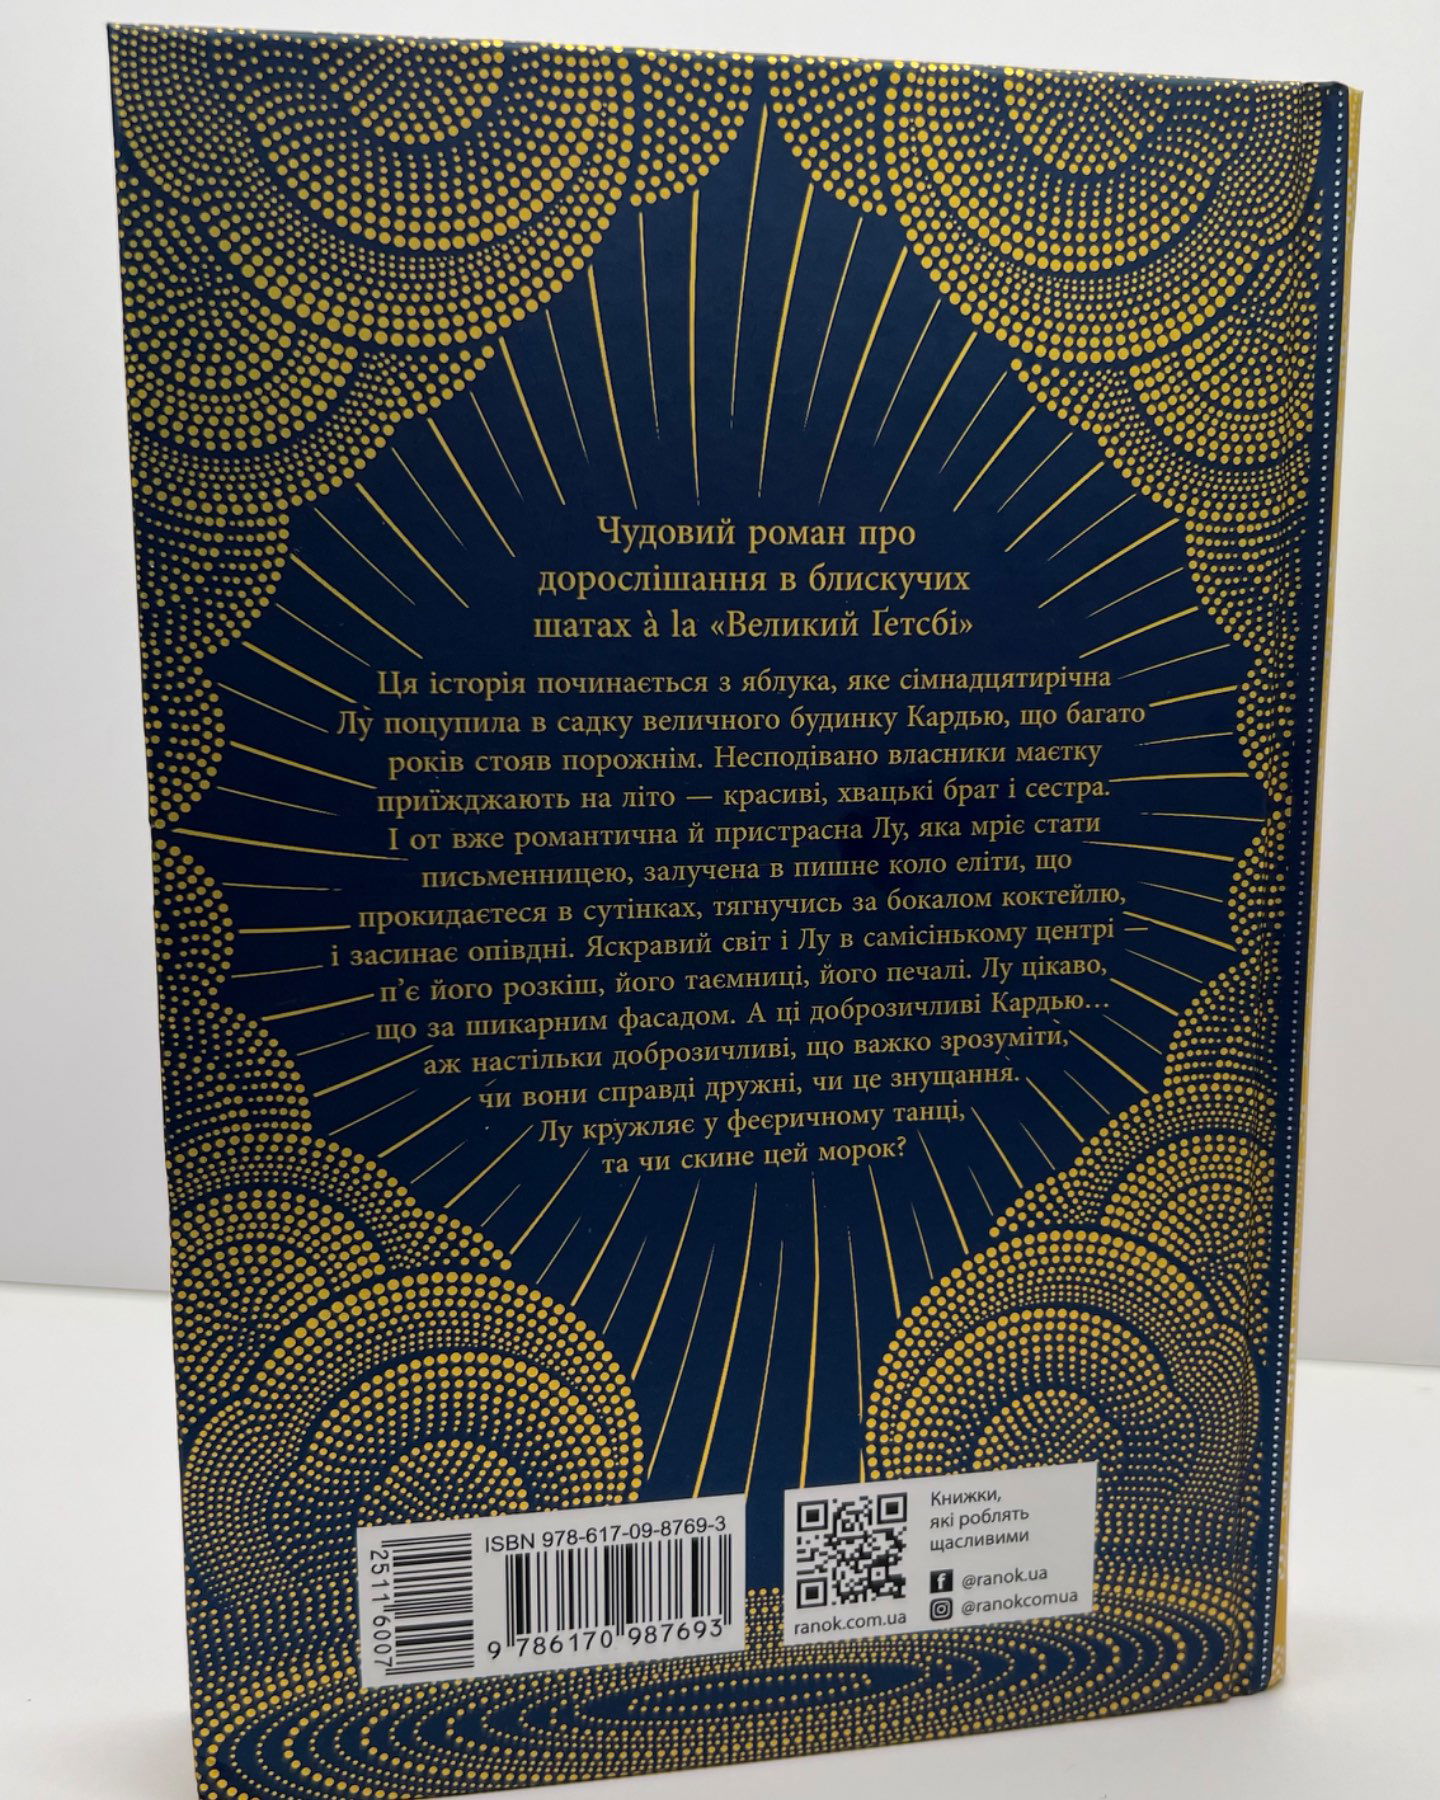 Чудовий роман про
дорослішання в блискучих
шатах à la «Великий Ґетсбі»
Ця історія починається з яблука, яке сімнадцятирічна
Лу поцупила в садку величного будинку Кардью, що багато
років стояв порожнім. Несподівано власники маєтку
приїжджають на літо — красиві, хвацькі брат і сестра.
І от вже романтична й пристрасна Лу, яка мріє стати
письменницею, залучена в пишне коло еліти, що
прокидаєтеся в сутінках, тягнучись за бокалом коктейлю,
і засинає опівдні. Яскравий світ і Лу в самісінькому центрі —
п’є його розкіш, його таємниці, його печалі. Лу цікаво,
що за шикарним фасадом. А ці доброзичливі Кардью...
аж настільки доброзичливі, що важко зрозуміти,
чи вони справді дружні, чи це знущання.
Лу кружляє у феєричному танці,
та чи скине цей морок?
25116007
ISBN 978-617-09-8769-3
9 786170 987693
Книжки,
які роблять
щасливими
@ranok.ua
@ranokcomua
ranok.com.ua